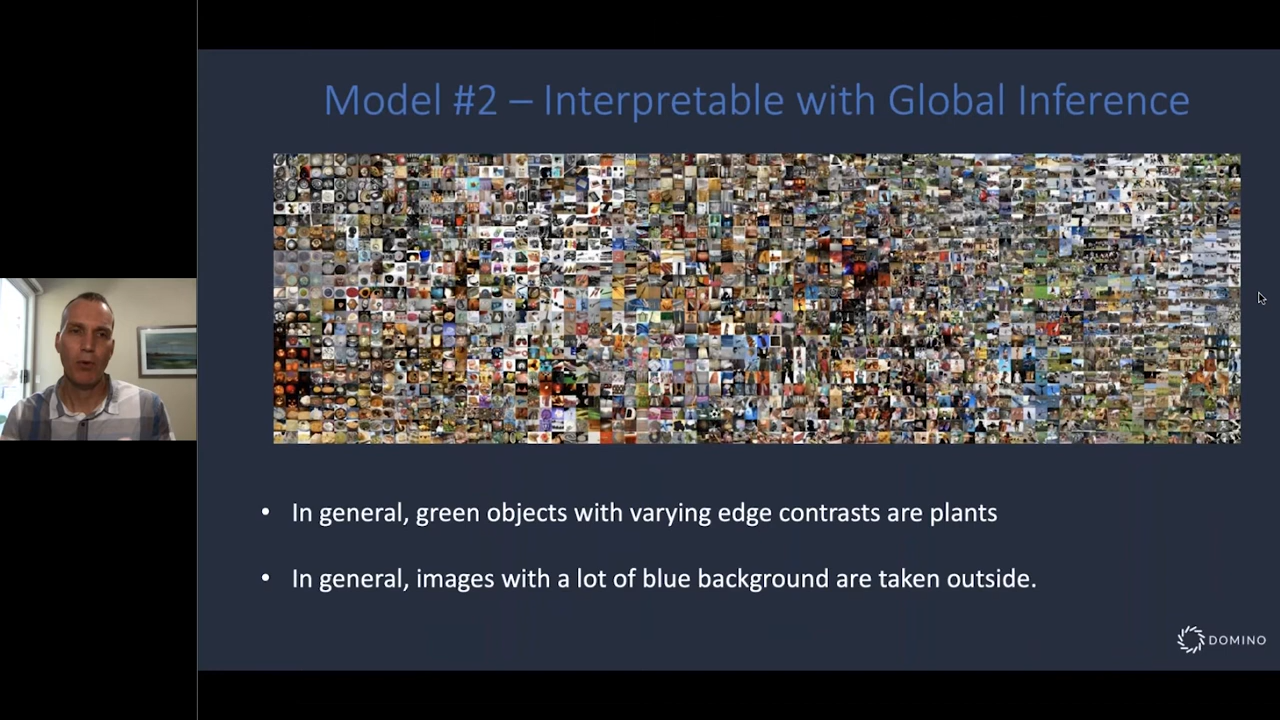 Model #2 – Interpretable with Global Inference
• In general, green objects with varying edge contrasts are plants
• In general, images with a lot of blue background are taken outside.
DOMINO